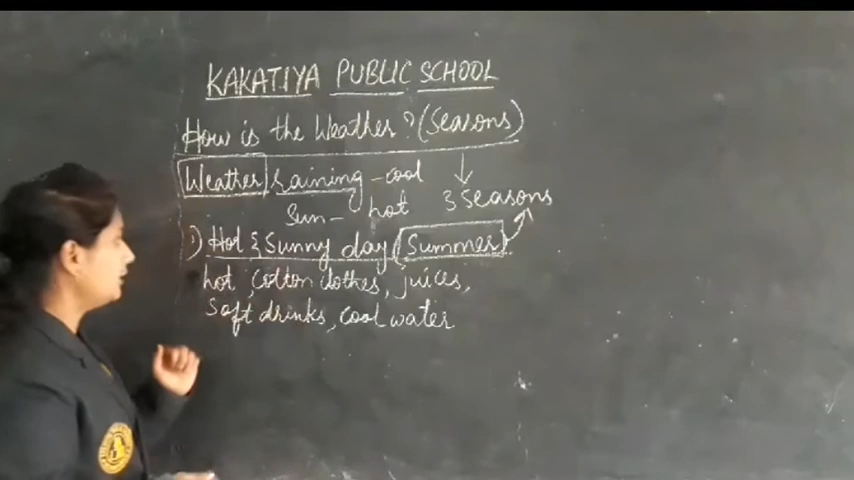 KAKATIYA PUBLIC SCHOOL
How is the Weather? (Seasons)
Weather raining - cool
Sun - hot 3 Seasons
1) Hot & Sunny day (Summer)
hot, cotton clothes, juices,
Soft drinks, cool water